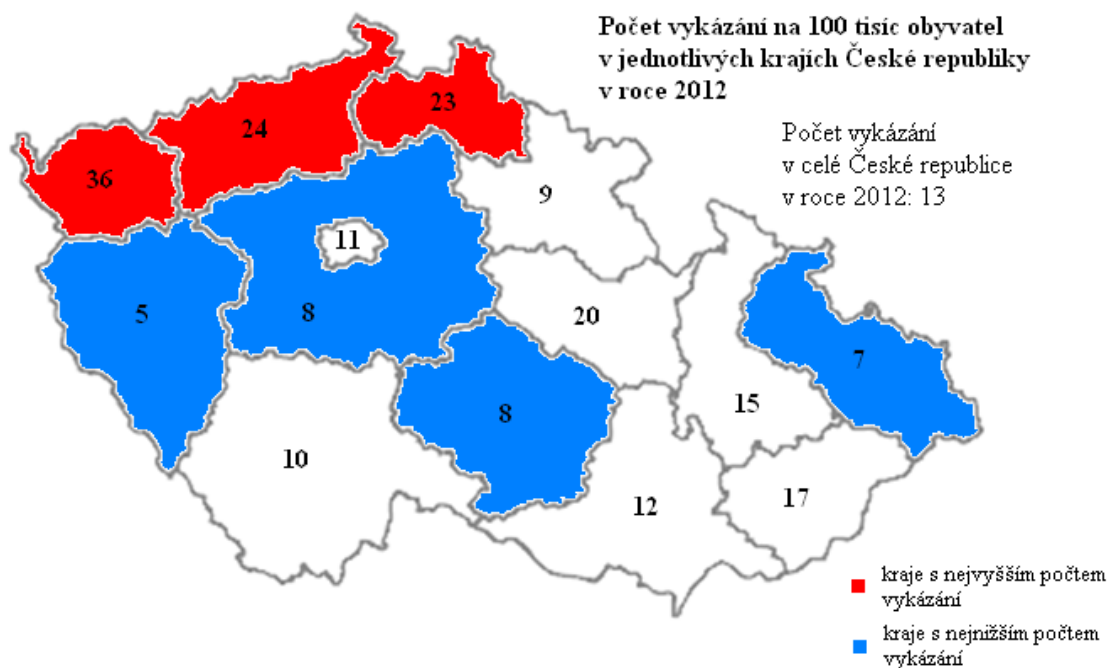 Počet vykázání na 100 tisíc obyvatel
v jednotlivých krajích České republiky
v roce 2012
Počet vykázání
v celé České republice
v roce 2012: 13
24
23
36
9
11
5
8
20
7
15
8
10
12
17
kraje s nejvyšším počtem
vykázání
kraje s nejnižším počtem
vykázání